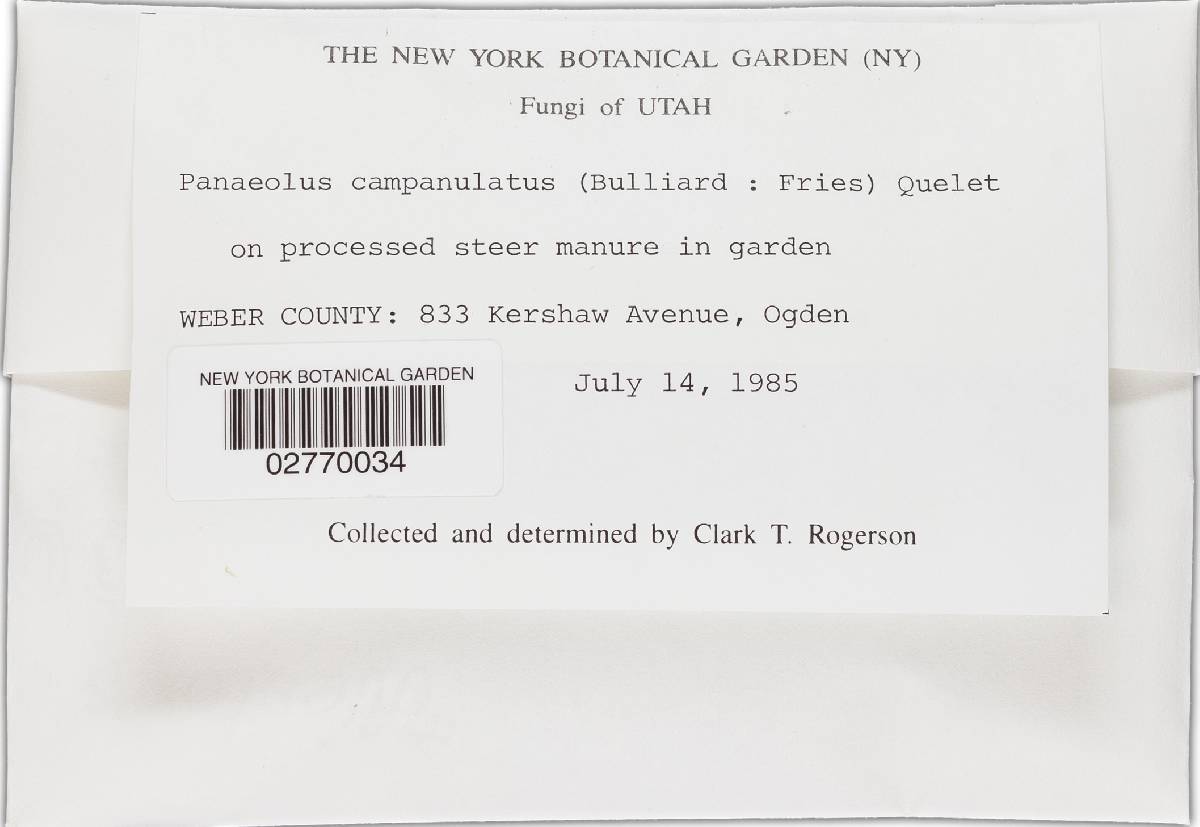 THE NEW YORK BOTANICAL GARDEN (NY)
Fungi of UTAH
Panaeolus campanulatus (Bulliard : Fries) Quelet
on processed steer manure in garden
WEBER COUNTY: 833 Kershaw Avenue, Ogden
NEW YORK BOTANICAL GARDEN
July 14, 1985
02770034
Collected and determined by Clark T. Rogerson